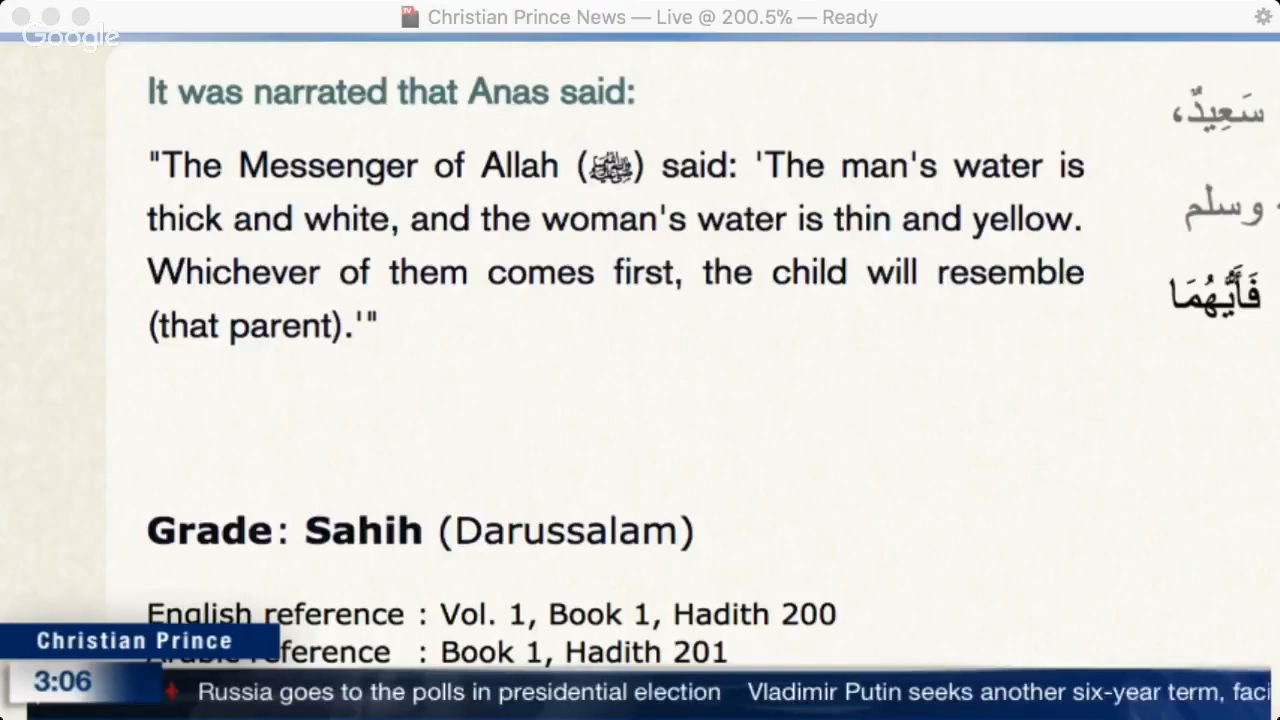 Christian Prince News — Live @ 200.5% — Ready
Google
It was narrated that Anas said:
"The Messenger of Allah (ﷺ) said: 'The man's water is
thick and white, and the woman's water is thin and yellow.
Whichever of them comes first, the child will resemble
(that parent).'"
سَعِيدٌ،
وسلم
فَأَيُّهُمَا
Grade: Sahih (Darussalam)
English reference : Vol. 1, Book 1, Hadith 200
reference : Book 1, Hadith 201
Christian Prince
3:06
Russia goes to the polls in presidential election Vladimir Putin seeks another six-year term, faci